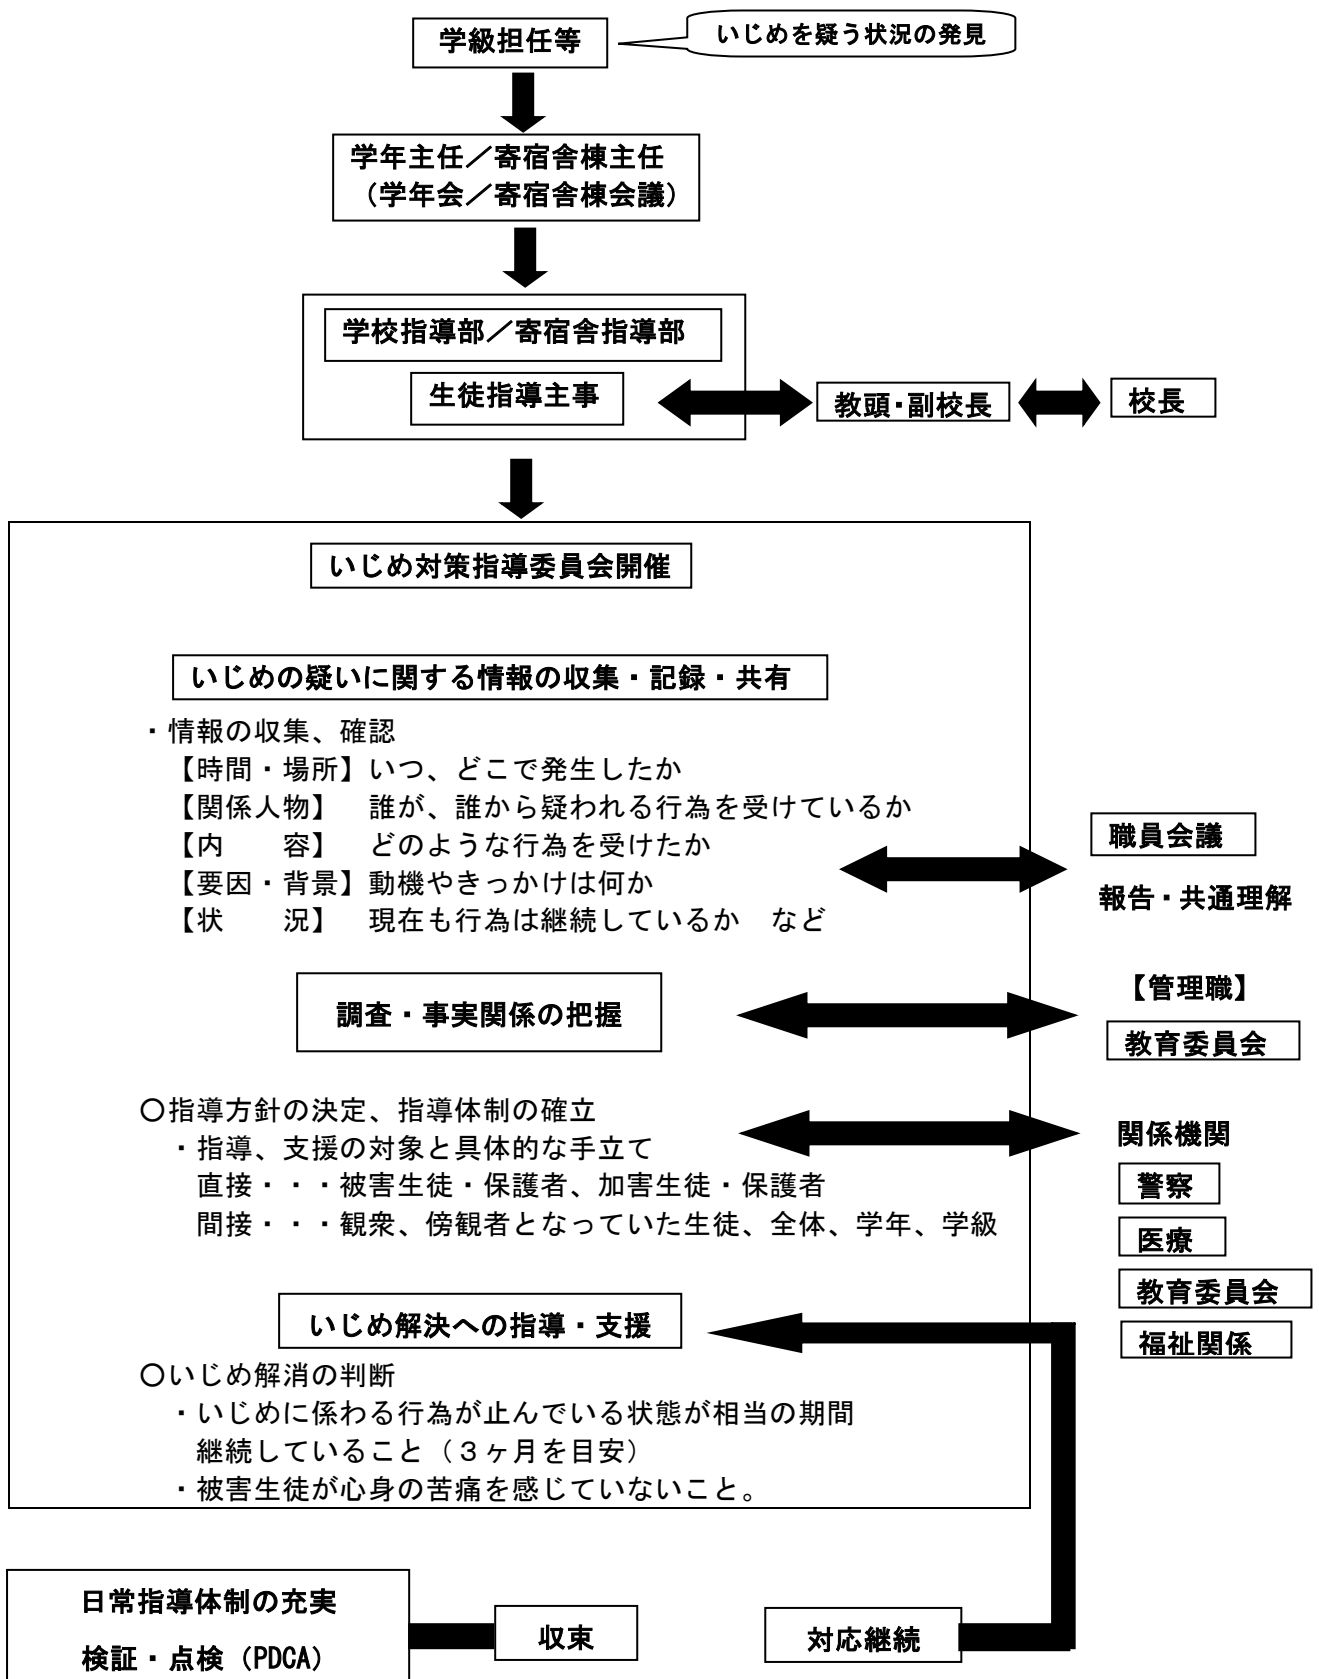 学級担任等
いじめを疑う状況の発見
学年主任／寄宿舎棟主任
（学年会／寄宿舎棟会議）
学校指導部／寄宿舎指導部
生徒指導主事
教頭・副校長
校長
いじめ対策指導委員会開催
いじめの疑いに関する情報の収集・記録・共有
・情報の収集、確認
【時間・場所】いつ、どこで発生したか
【関係人物】　誰が、誰から疑われる行為を受けているか
【内　　容】　どのような行為を受けたか
【要因・背景】動機やきっかけは何か
【状　　況】　現在も行為は継続しているか　など
職員会議
報告・共通理解
調査・事実関係の把握
【管理職】
教育委員会
〇指導方針の決定、指導体制の確立
・指導、支援の対象と具体的な手立て
直接・・・被害生徒・保護者、加害生徒・保護者
間接・・・観衆、傍観者となっていた生徒、全体、学年、学級
関係機関
警察
医療
教育委員会
福祉関係
いじめ解決への指導・支援
〇いじめ解消の判断
・いじめに係わる行為が止んでいる状態が相当の期間
継続していること（３ヶ月を目安）
・被害生徒が心身の苦痛を感じていないこと。
日常指導体制の充実
検証・点検（PDCA）
収束
対応継続